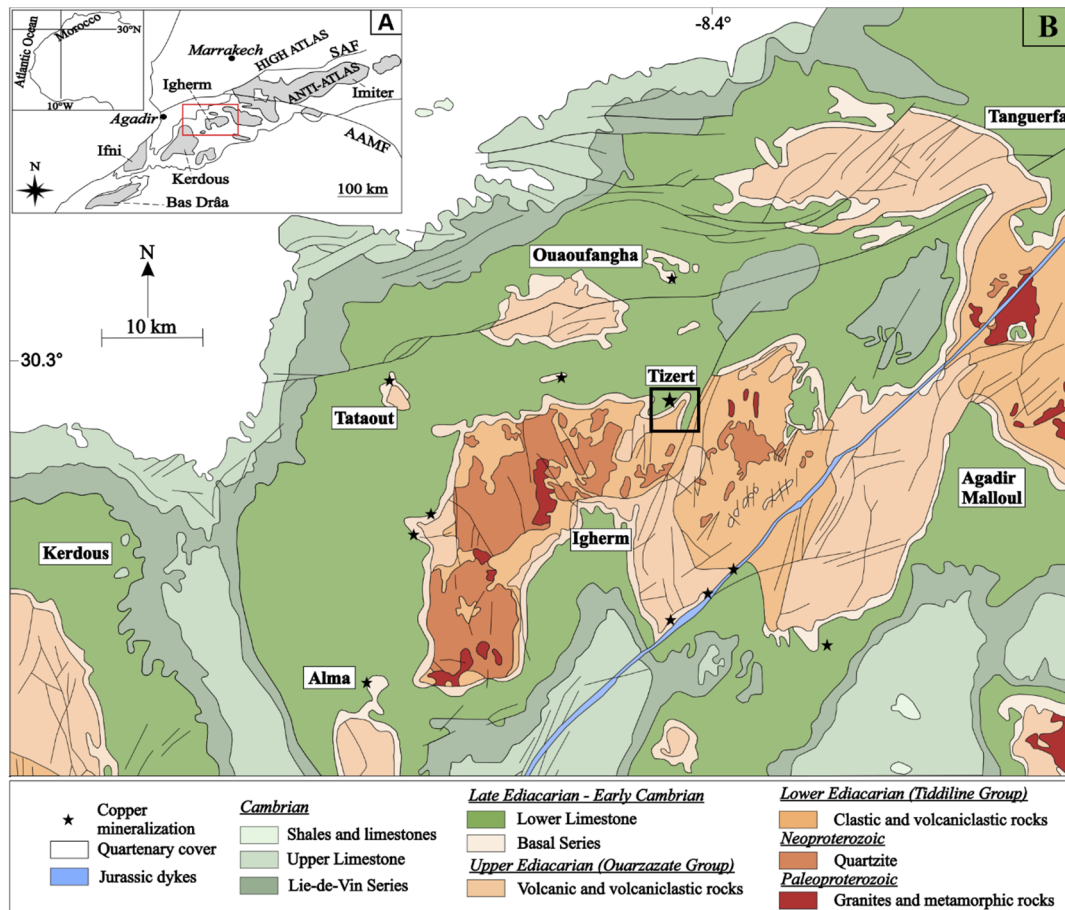 A
B
Atlantic Ocean
Morocco
30°N
10°W
Marrakech
HIGH ATLAS
SAF
ANTI-ATLAS
Igherm
Imiter
Agadir
AAMF
Ifni
Kerdous
N
100 km
Bas Drâa
-8.4°
Tanguerfa
Ouaoufangha
N
10 km
30.3°
Tizert
Tataout
Agadir
Malloul
Igherm
Kerdous
Alma
Copper
mineralization
Quartenary cover
Jurassic dykes
Cambrian
Shales and limestones
Upper Limestone
Lie-de-Vin Series
Late Ediacarian - Early Cambrian
Lower Limestone
Basal Series
Upper Ediacarian (Ouarzazate Group)
Volcanic and volcaniclastic rocks
Lower Ediacarian (Tiddiline Group)
Clastic and volcaniclastic rocks
Neoproterozoic
Quartzite
Paleoproterozoic
Granites and metamorphic rocks